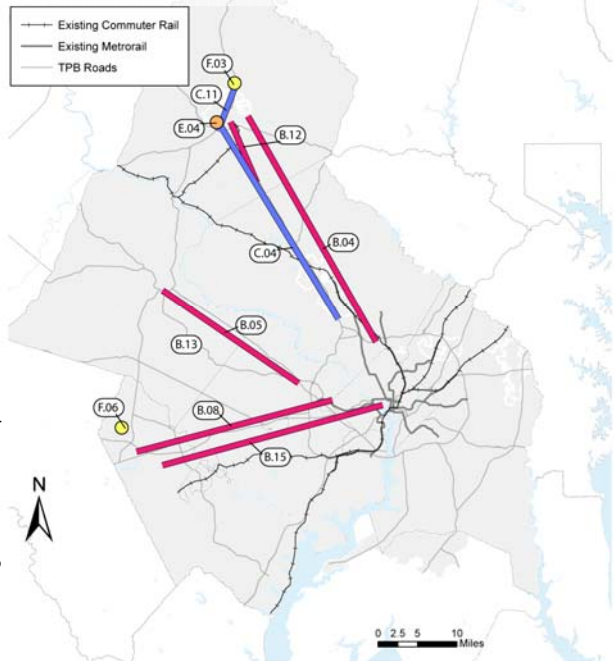 Existing Commuter Rail
Existing Metrorail
TPB Roads
F.03
C.11
E.04
B.12
C.04
B.04
B.05
B.13
F.06
B.08
B.15
N
0 2.5 5 10
Miles